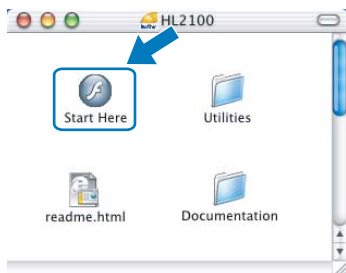 HL2100
Start Here
Utilities
readme.html
Documentation